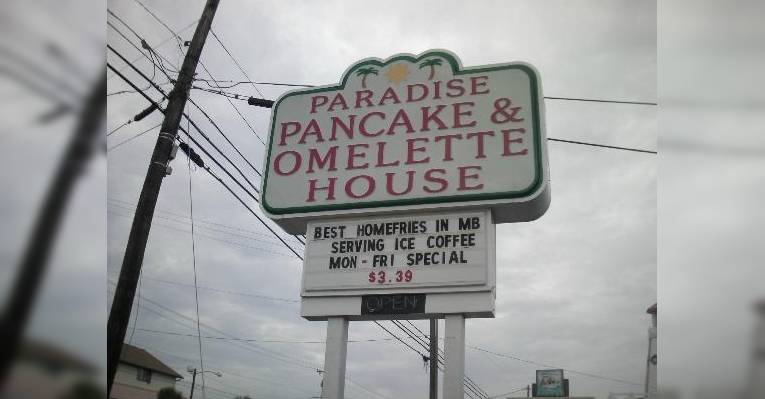 PARADISE
PANCAKE &
OMELETTE
HOUSE
BEST HOMEFRIES IN MB
SERVING ICE COFFEE
MON - FRI SPECIAL
$3.39
OPEN